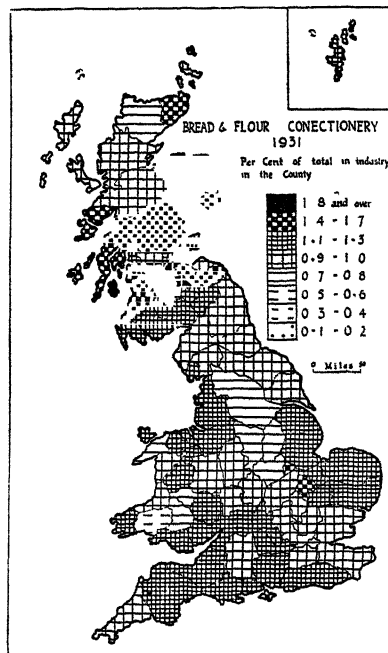 BREAD & FLOUR CONECTIONERY
1931
Per Cent of total in industry
in the County
1 8 and over
1 4 - 1 7
1 - 1 - 1 - 3
0 - 9 - 1 0
0 7 - 0 8
0 5 - 0 - 6
0 3 - 0 4
0 - 1 - 0 2
0 Miles 50